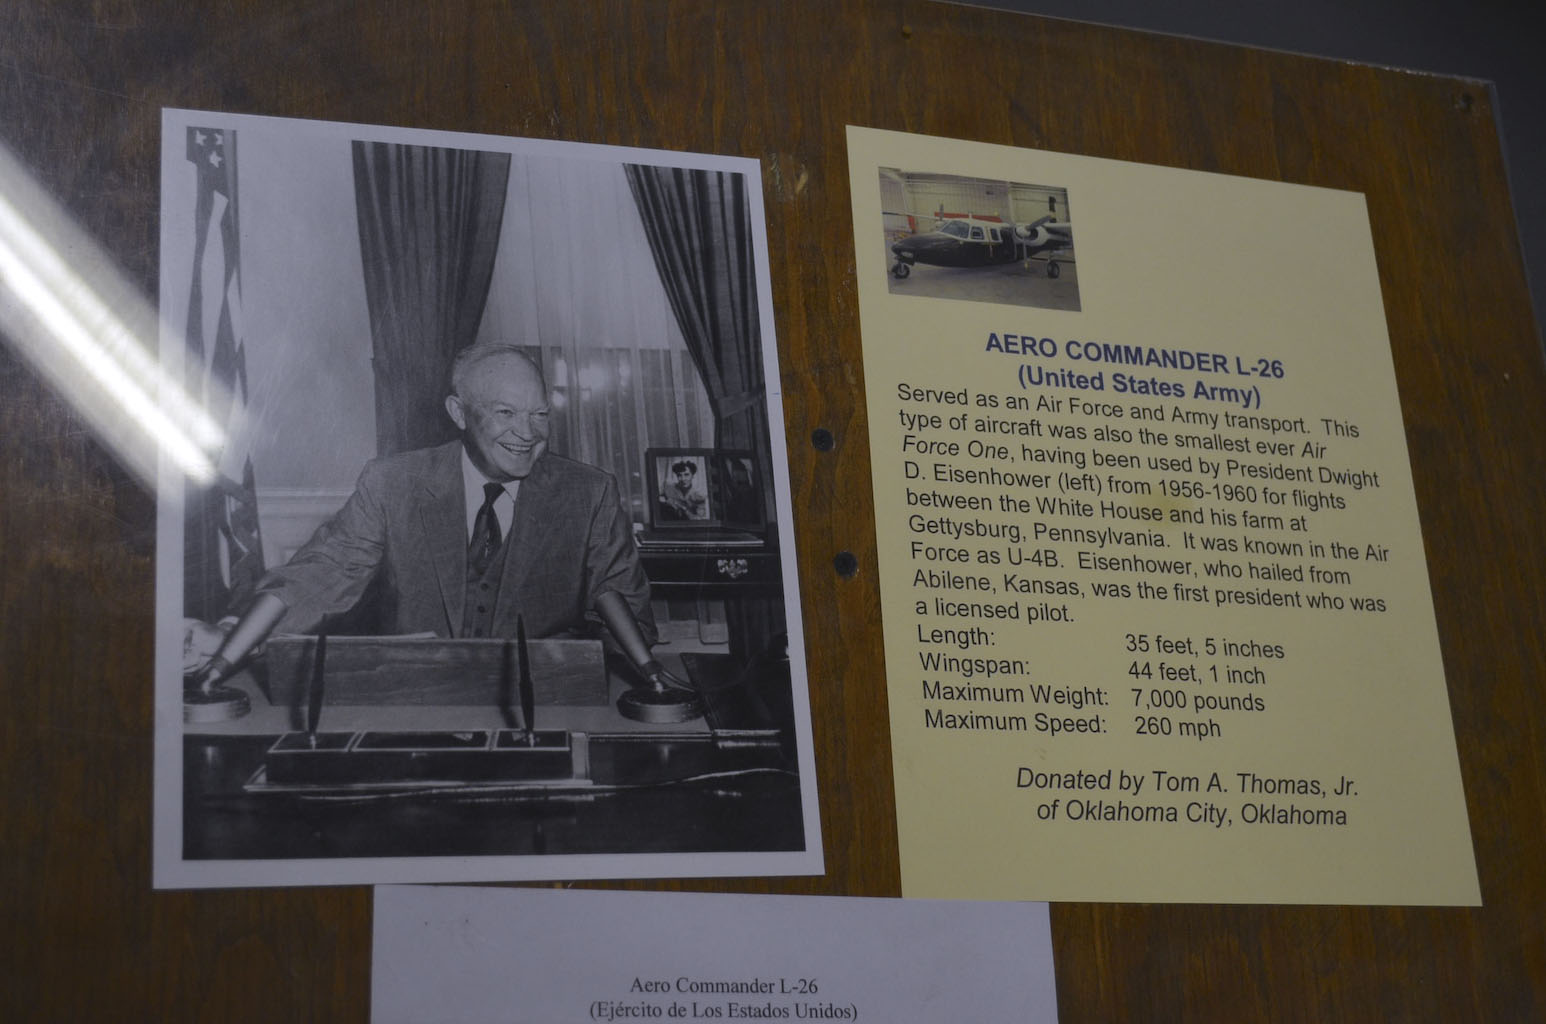 AERO COMMANDER L-26
(United States Army)
Served as an Air Force and Army transport. This
type of aircraft was also the smallest ever Air
Force One, having been used by President Dwight
D. Eisenhower (left) from 1956-1960 for flights
between the White House and his farm at
Gettysburg, Pennsylvania. It was known in the Air
Force as U-4B. Eisenhower, who hailed from
Abilene, Kansas, was the first president who was
a licensed pilot.
Length: 35 feet, 5 inches
Wingspan: 44 feet, 1 inch
Maximum Weight: 7,000 pounds
Maximum Speed: 260 mph
Donated by Tom A. Thomas, Jr.
of Oklahoma City, Oklahoma
Aero Commander L-26
(Ejército de Los Estados Unidos)